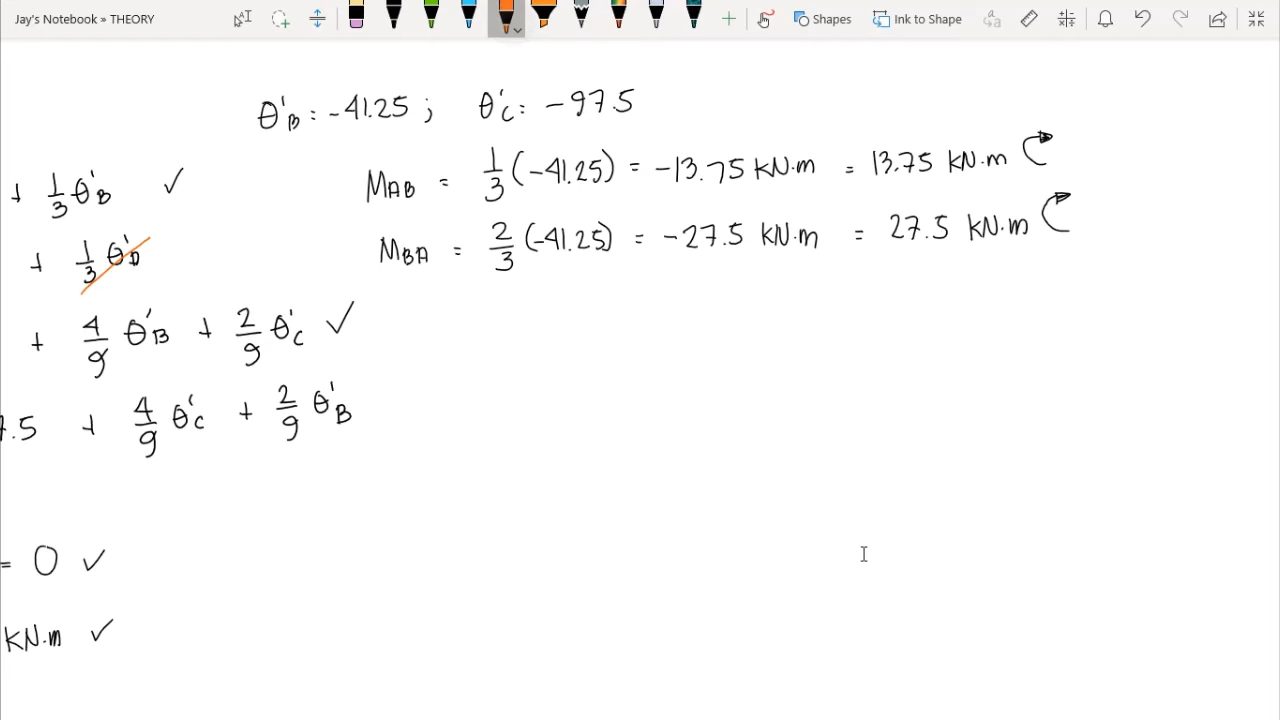 Jay's Notebook » THEORY
Shapes
Ink to Shape
θ'B = -41.25 ; θ'C = -97.5
+ 1/3 θ'B ✓
MAB = 1/3 (-41.25) = -13.75 kN·m = 13.75 kN·m
+ 1/3 θ'D
MBA = 2/3 (-41.25) = -27.5 kN·m = 27.5 kN·m
+ 4/9 θ'B + 2/9 θ'C ✓
7.5 + 4/9 θ'C + 2/9 θ'B
= 0 ✓
kN·m ✓